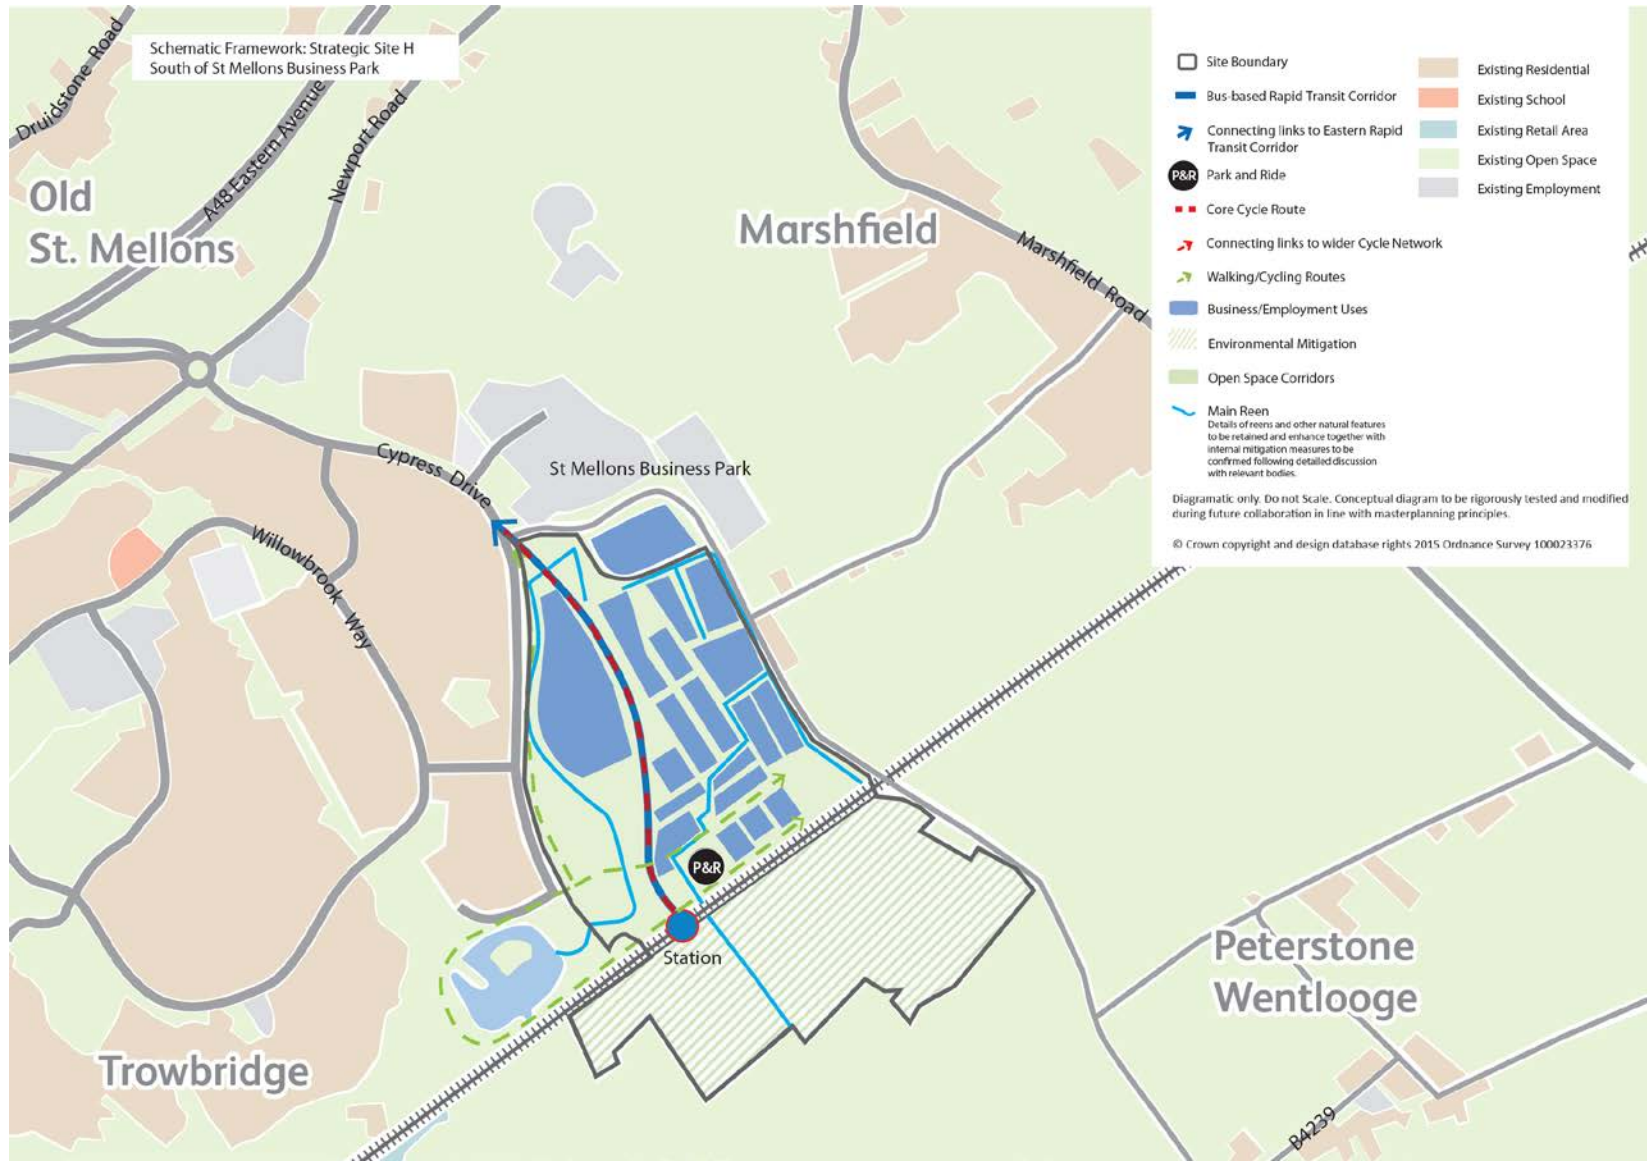 Schematic Framework: Strategic Site H
South of St Mellons Business Park
Druidstone Road
A48 Eastern Avenue
Newport Road
Old
St. Mellons
Marshfield
Marshfield Road
Cypress Drive
St Mellons Business Park
Willowbrook Way
P&R
Station
Trowbridge
Peterstone
Wentlooge
B4239
Site Boundary
Bus-based Rapid Transit Corridor
Connecting links to Eastern Rapid
Transit Corridor
P&R Park and Ride
Core Cycle Route
Connecting links to wider Cycle Network
Walking/Cycling Routes
Business/Employment Uses
Environmental Mitigation
Open Space Corridors
Main Reen
Details of reens and other natural features
to be retained and enhance together with
internal mitigation measures to be
confirmed following detailed discussion
with relevant bodies.
Existing Residential
Existing School
Existing Retail Area
Existing Open Space
Existing Employment
Diagramatic only. Do not Scale. Conceptual diagram to be rigorously tested and modified
during future collaboration in line with masterplanning principles.
© Crown copyright and design database rights 2015 Ordnance Survey 100023376